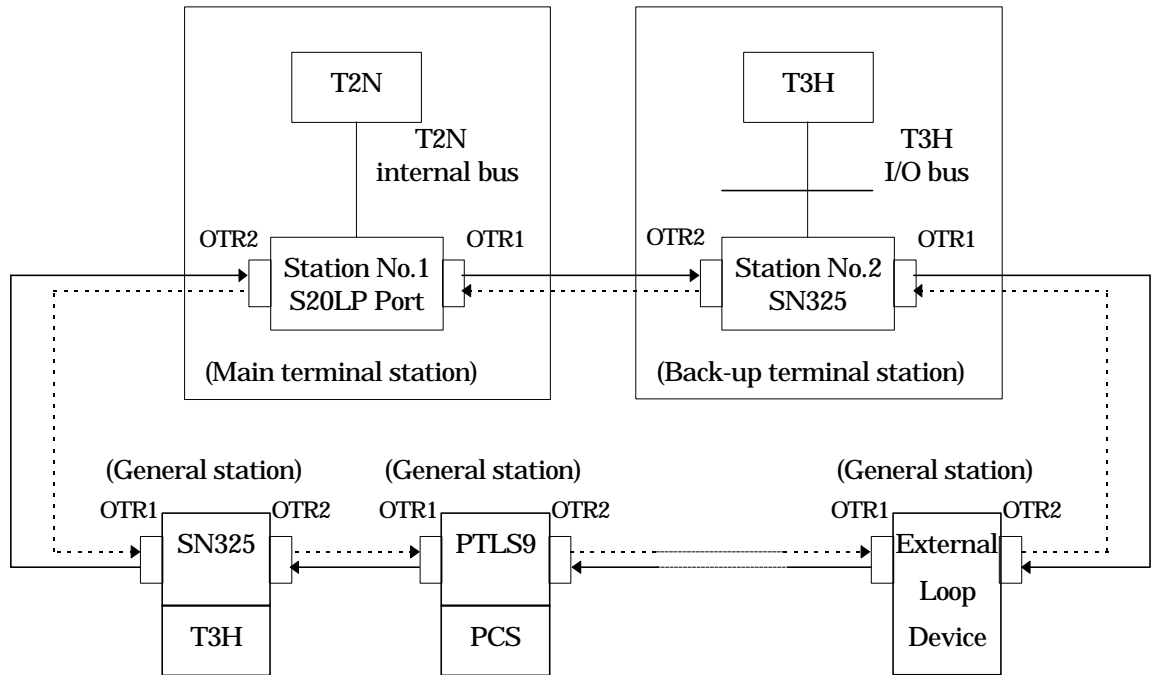 T2N
T2N
internal bus
OTR2
OTR1
Station No.1
S20LP Port
(Main terminal station)
T3H
T3H
I/O bus
OTR2
OTR1
Station No.2
SN325
(Back-up terminal station)
(General station)
OTR1
OTR2
SN325
T3H
(General station)
OTR1
OTR2
PTLS9
PCS
(General station)
OTR1
OTR2
External
Loop
Device